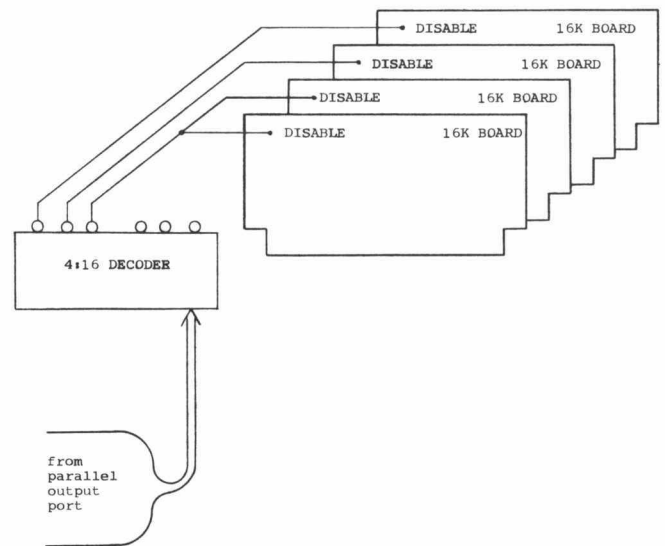 DISABLE 16K BOARD
DISABLE 16K BOARD
DISABLE 16K BOARD
DISABLE 16K BOARD
4:16 DECODER
from
parallel
output
port